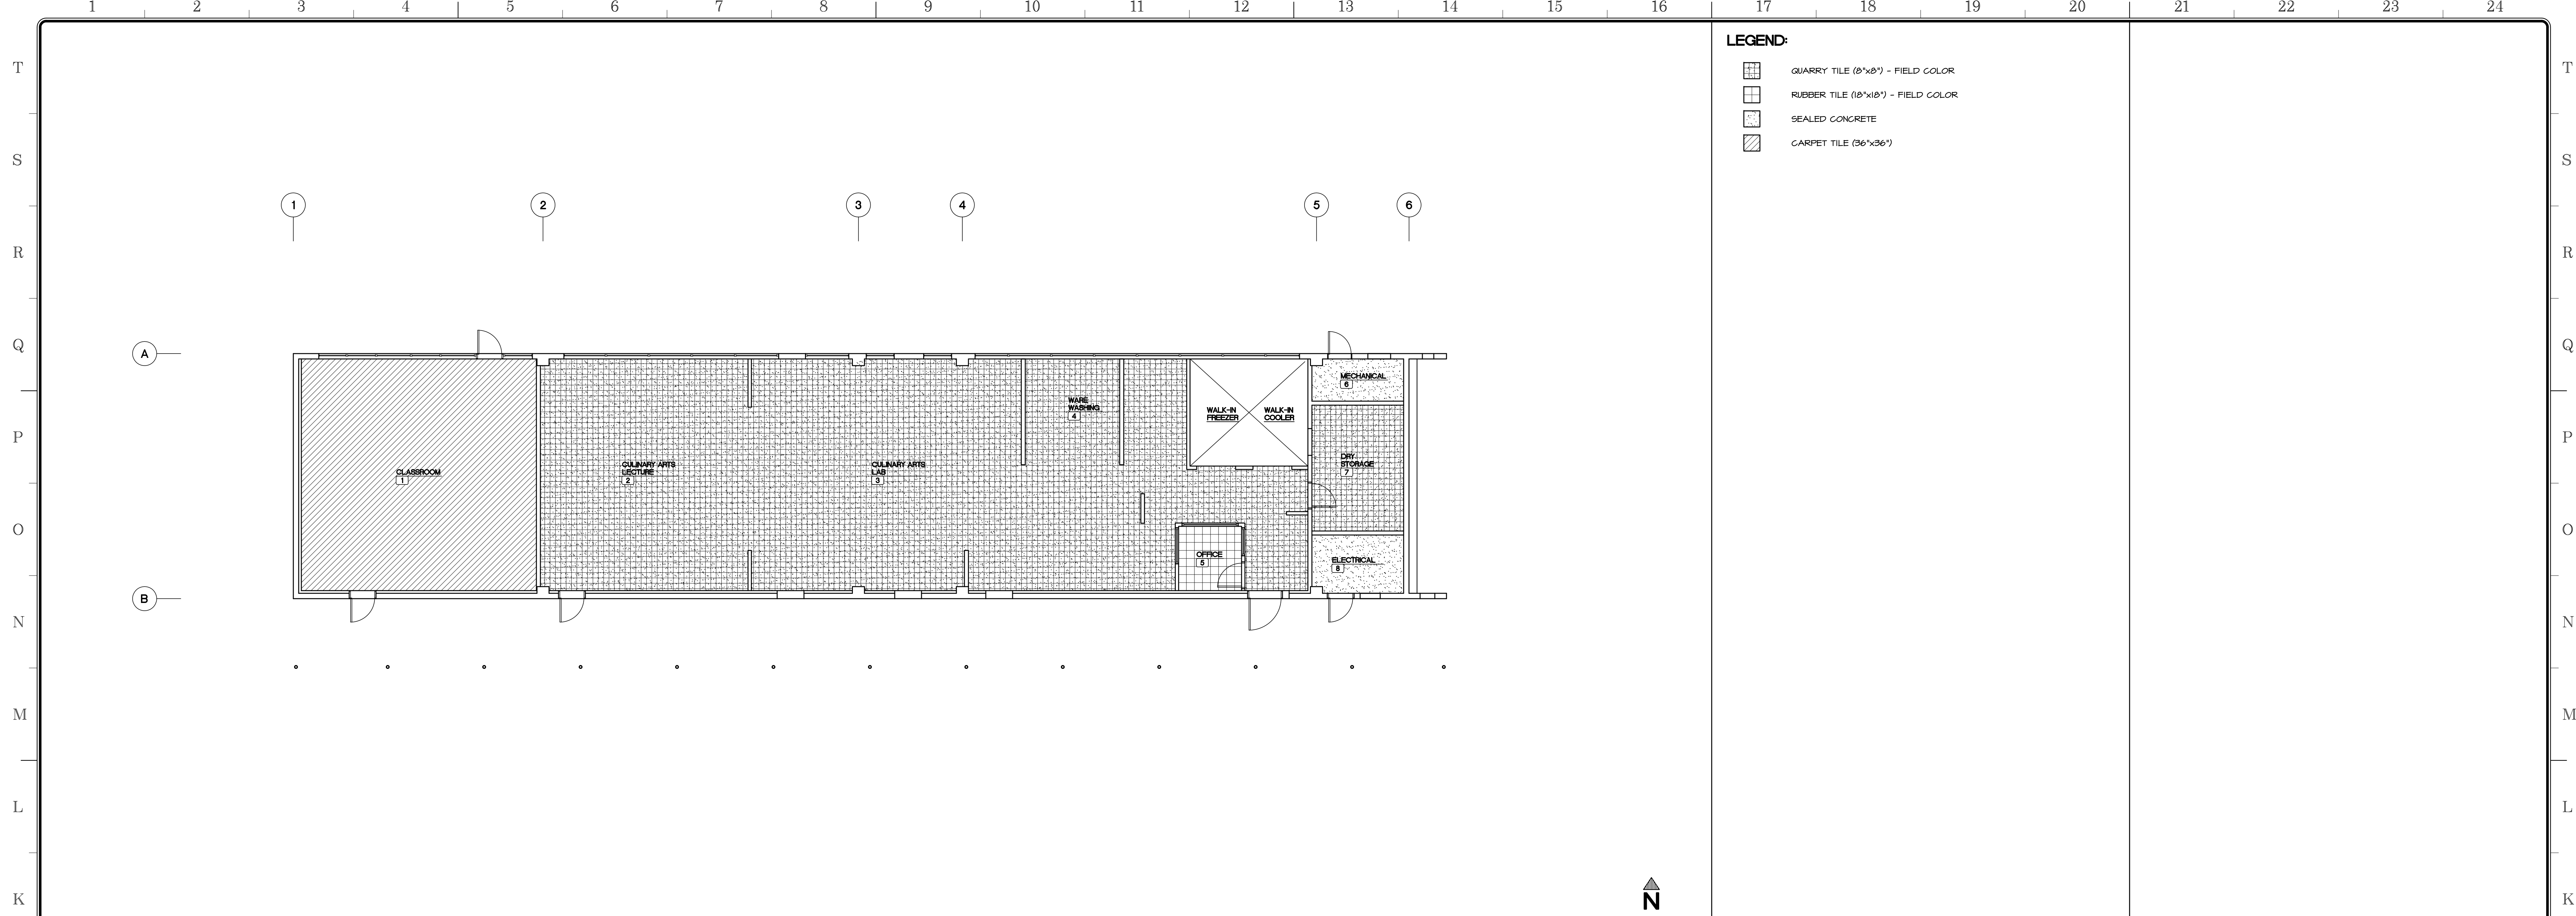 1 2 3 4 5 6 7 8 9 10 11 12 13 14 15 16 17 18 19 20 21 22 23 24
LEGEND:
T T
QUARRY TILE (8"x8") - FIELD COLOR
RUBBER TILE (18"x18") - FIELD COLOR
SEALED CONCRETE
CARPET TILE (36"x36")
S S
1 2 3 4 5 6
R R
Q Q
A
MECHANICAL
6
WARE
WASHING
4
WALK-IN
FREEZER
WALK-IN
COOLER
P P
DRY
STORAGE
7
CLASSROOM
1
CULINARY ARTS
LECTURE
2
CULINARY ARTS
LAB
3
O O
OFFICE
5
ELECTRICAL
8
B
N N
M M
L L
K K
N